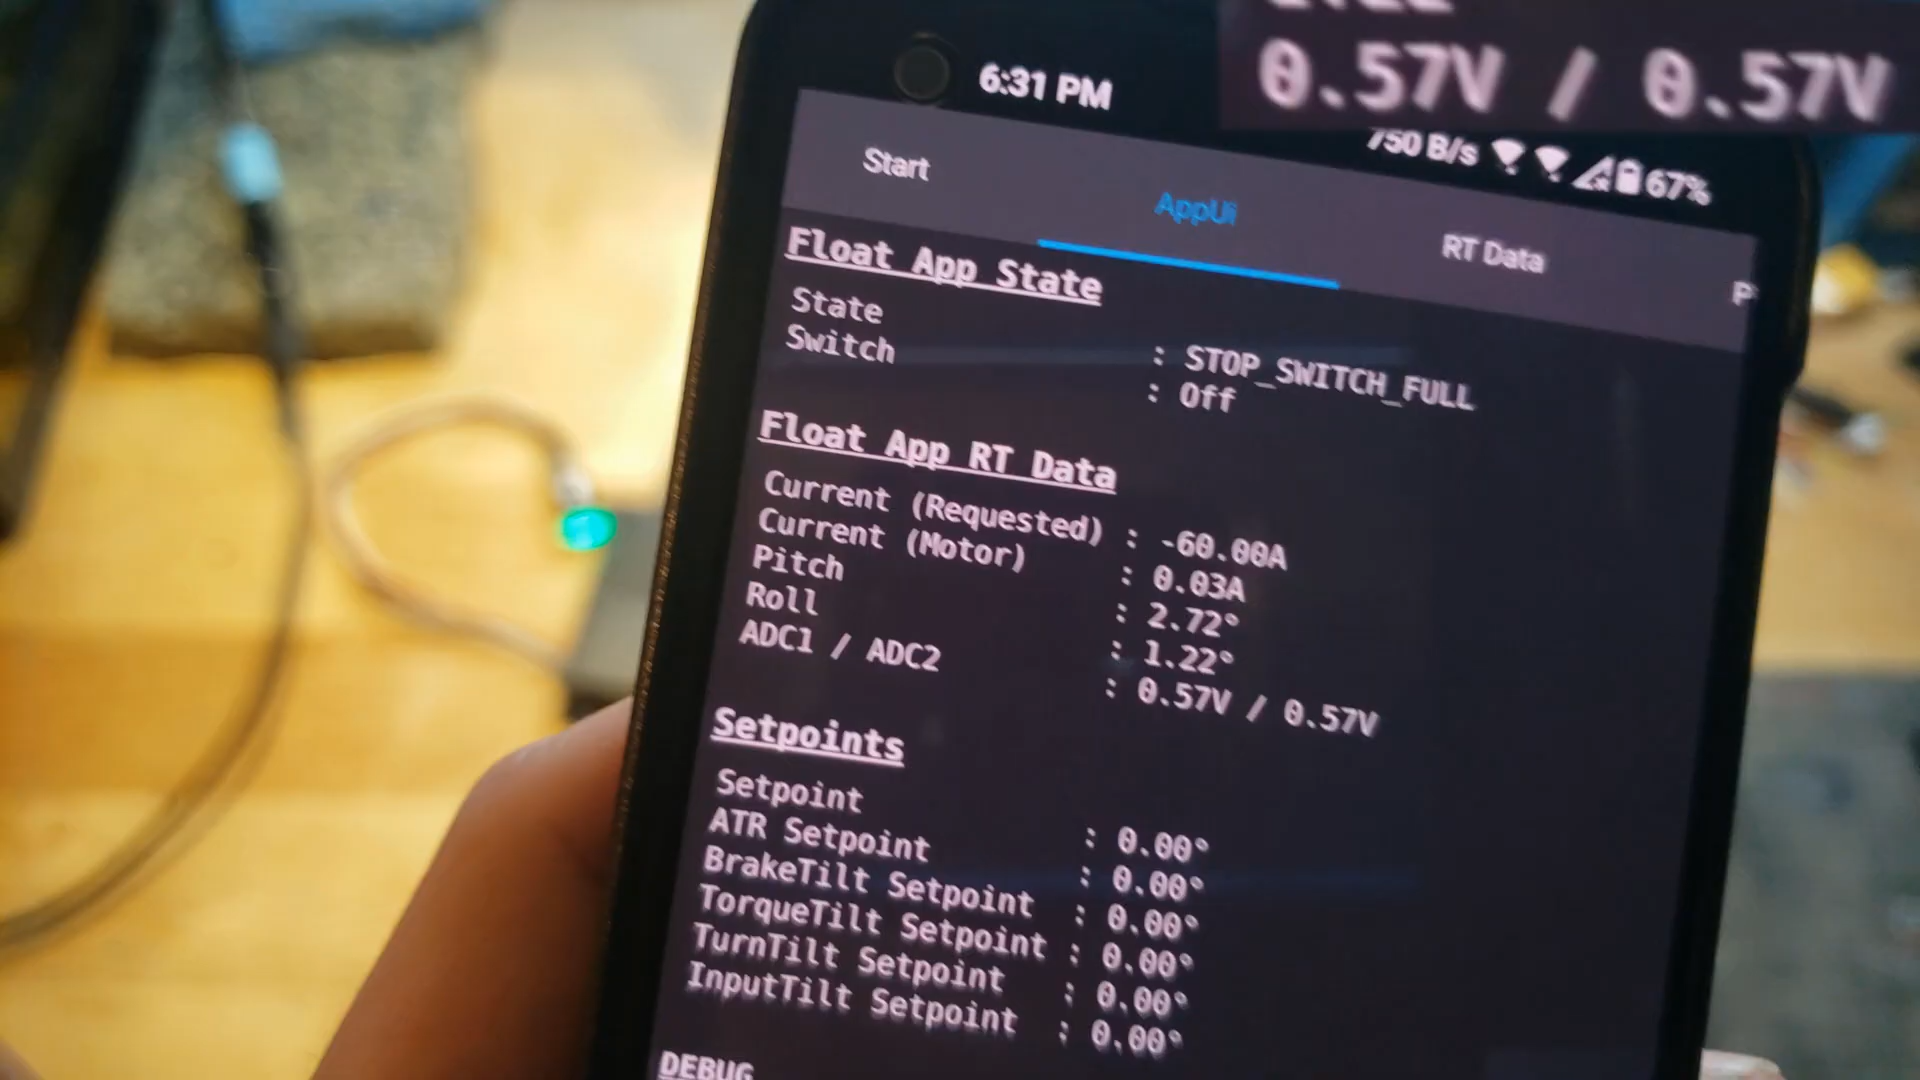 0.57V / 0.57V
6:31 PM
750 B/s 67%
Start AppUi RT Data P
Float App State
State : STOP_SWITCH_FULL
Switch : Off
Float App RT Data
Current (Requested) : -60.00A
Current (Motor) : 0.03A
Pitch : 2.72°
Roll : 1.22°
ADC1 / ADC2 : 0.57V / 0.57V
Setpoints
Setpoint : 0.00°
ATR Setpoint : 0.00°
BrakeTilt Setpoint : 0.00°
TorqueTilt Setpoint : 0.00°
TurnTilt Setpoint : 0.00°
InputTilt Setpoint : 0.00°
DEBUG